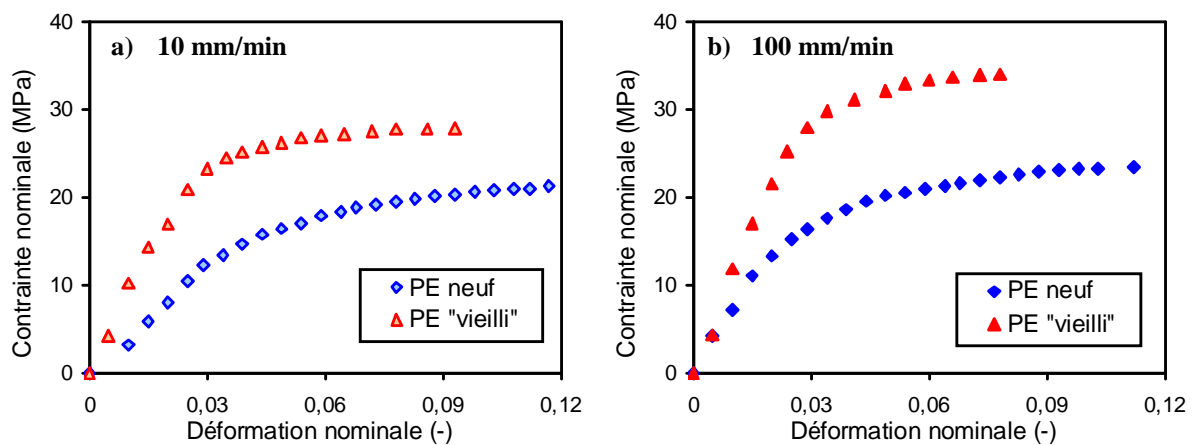 a) 10 mm/min
Contrainte nominale (MPa)
40
30
20
10
0
PE neuf
PE "vieilli"
0
0,03
0,06
0,09
0,12
Déformation nominale (-)
b) 100 mm/min
Contrainte nominale (MPa)
40
30
20
10
0
PE neuf
PE "vieilli"
0
0,03
0,06
0,09
0,12
Déformation nominale (-)